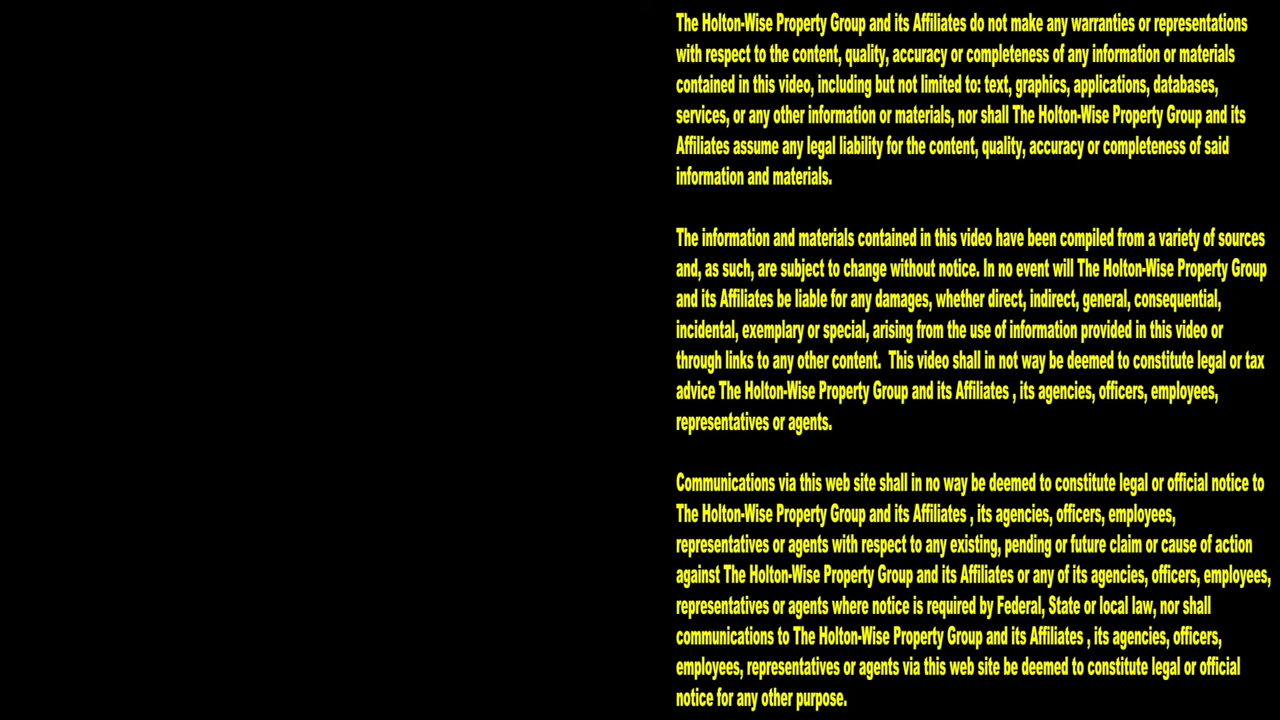 The Holton-Wise Property Group and its Affiliates do not make any warranties or representations
with respect to the content, quality, accuracy or completeness of any information or materials
contained in this video, including but not limited to: text, graphics, applications, databases,
services, or any other information or materials, nor shall The Holton-Wise Property Group and its
Affiliates assume any legal liability for the content, quality, accuracy or completeness of said
information and materials.
The information and materials contained in this video have been compiled from a variety of sources
and, as such, are subject to change without notice. In no event will The Holton-Wise Property Group
and its Affiliates be liable for any damages, whether direct, indirect, general, consequential,
incidental, exemplary or special, arising from the use of information provided in this video or
through links to any other content.  This video shall in not way be deemed to constitute legal or tax
advice The Holton-Wise Property Group and its Affiliates , its agencies, officers, employees,
representatives or agents.
Communications via this web site shall in no way be deemed to constitute legal or official notice to
The Holton-Wise Property Group and its Affiliates , its agencies, officers, employees,
representatives or agents with respect to any existing, pending or future claim or cause of action
against The Holton-Wise Property Group and its Affiliates or any of its agencies, officers, employees,
representatives or agents where notice is required by Federal, State or local law, nor shall
communications to The Holton-Wise Property Group and its Affiliates , its agencies, officers,
employees, representatives or agents via this web site be deemed to constitute legal or official
notice for any other purpose.